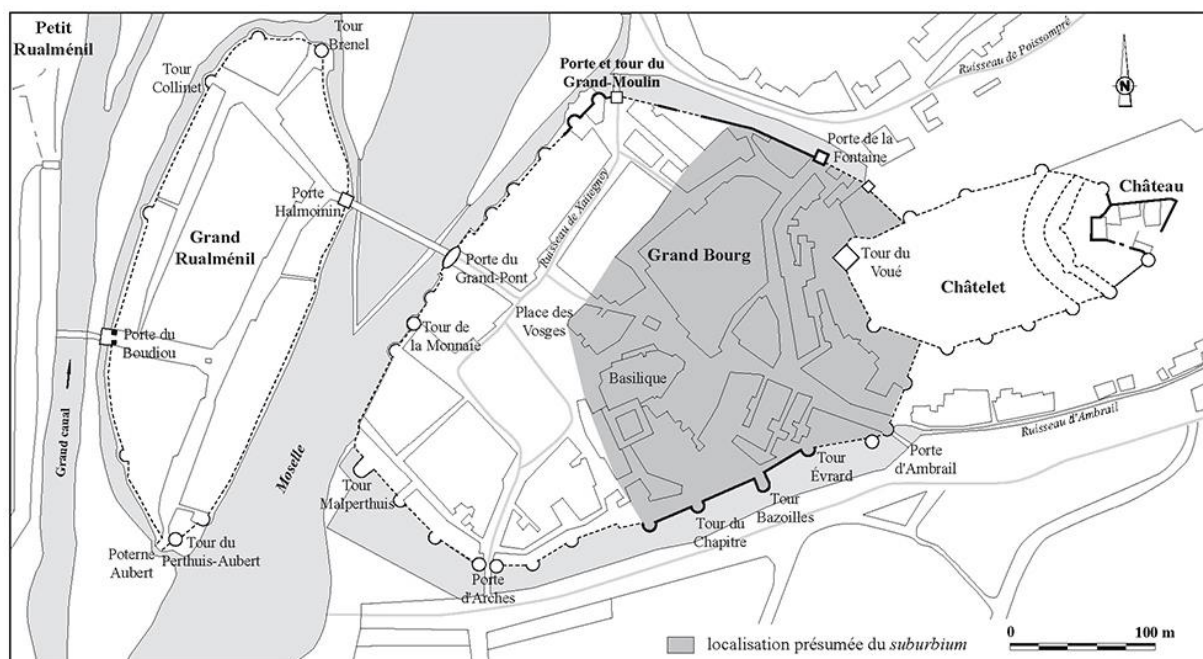 Petit
Rualménil
Tour
Brenel
Tour
Collinet
Porte et tour du
Grand-Moulin
Ruisseau de Poissompré
N
Porte de la
Fontaine
Château
Porte
Halmoinin
Ruisseau de Xattegney
Grand
Rualménil
Porte du
Grand-Pont
Grand Bourg
Tour du
Voué
Châtelet
Place des
Vosges
Porte du
Boudiou
Tour de
la Monnaie
Basilique
Grand canal
Moselle
Ruisseau d'Ambrail
Porte
d'Ambrail
Tour
Évrard
Tour
Bazoilles
Tour du
Chapitre
Tour
Malperthuis
Poterne
Aubert
Tour du
Perthuis-Aubert
Porte
d'Arches
localisation présumée du suburbium
0 100 m